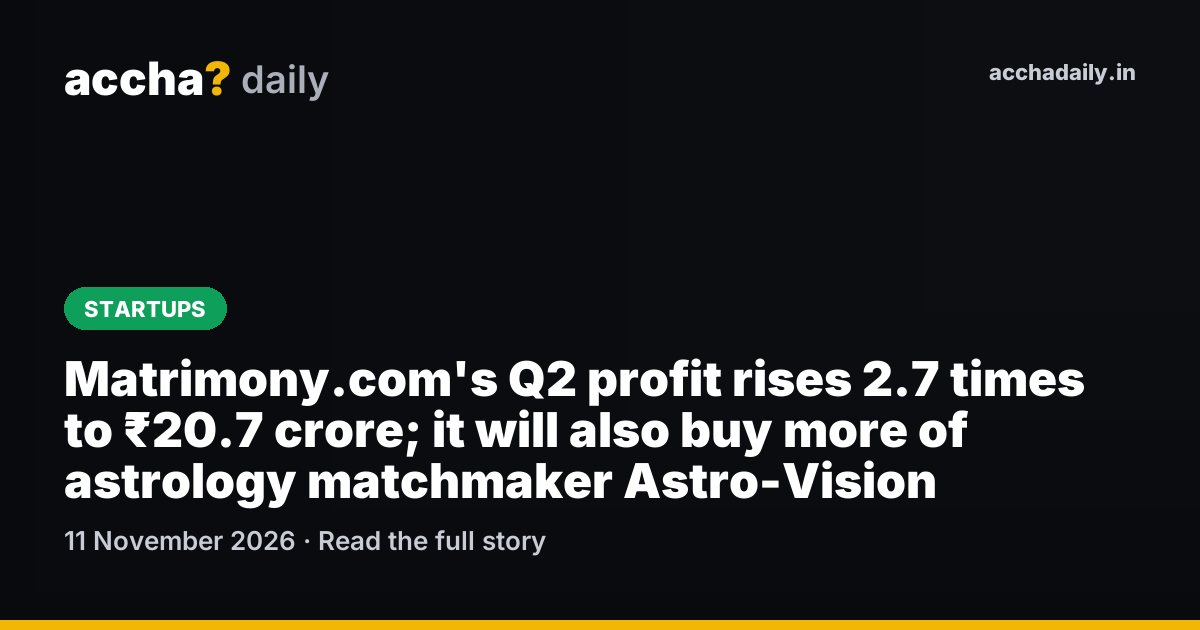 accha? daily
acchadaily.in
STARTUPS
Matrimony.com's Q2 profit rises 2.7 times
to ₹20.7 crore; it will also buy more of
astrology matchmaker Astro-Vision
11 November 2026 · Read the full story